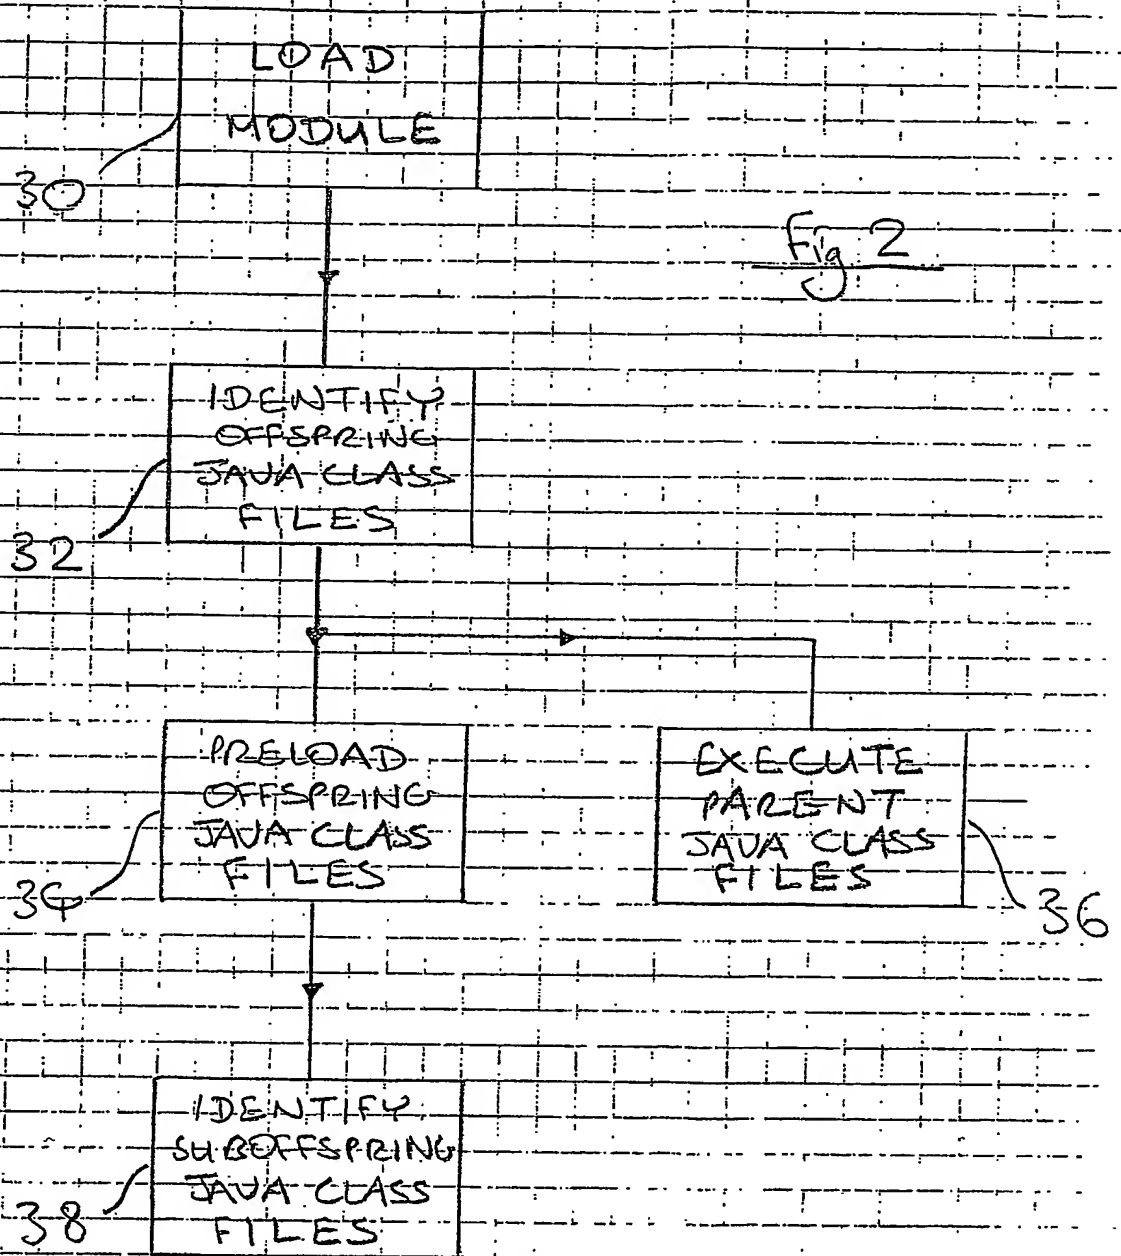 LOAD
MODULE
30
Fig 2
IDENTIFY
OFFSPRING
JAVA CLASS
FILES
32
PRELOAD
OFFSPRING
JAVA CLASS
FILES
34
EXECUTE
PARENT
JAVA CLASS
FILES
36
IDENTIFY
SUBOFFSPRING
JAVA CLASS
FILES
38